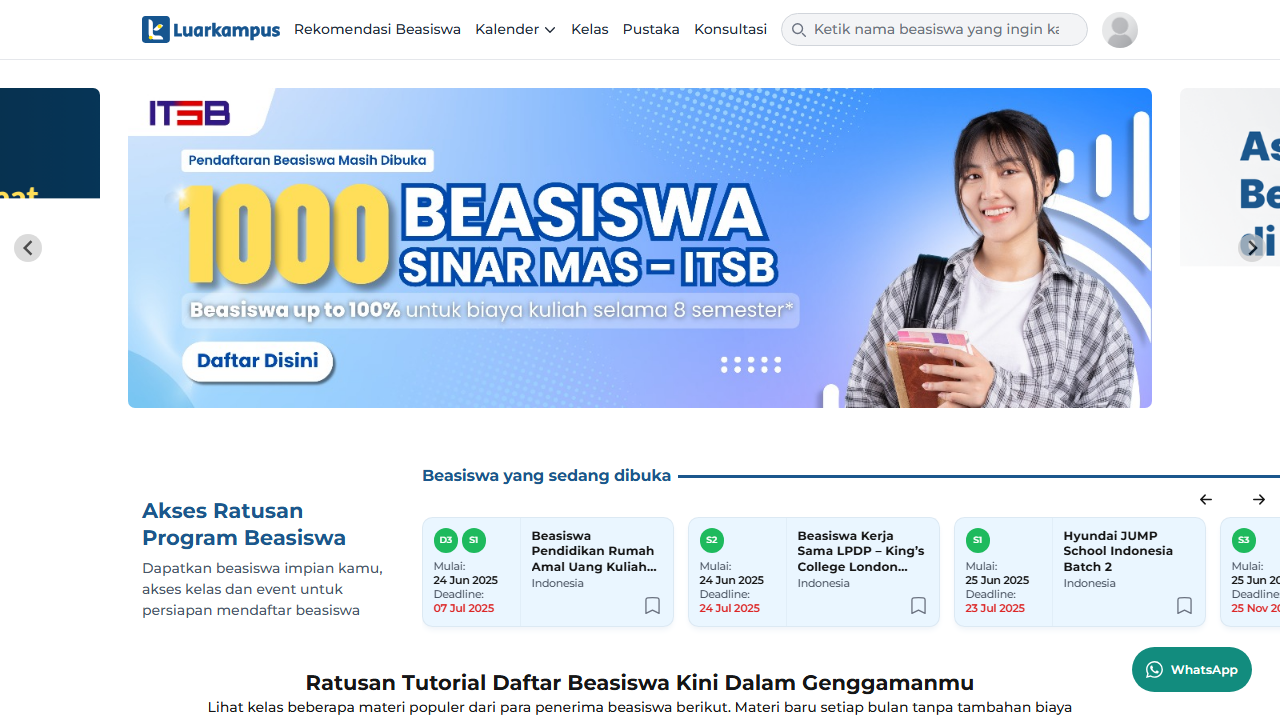 Luarkampus
Rekomendasi Beasiswa
Kalender
Kelas
Pustaka
Konsultasi
Ketik nama beasiswa yang ingin
ITSB
Pendaftaran Beasiswa Masih Dibuka
1000 BEASISWA
SINAR MAS – ITSB
Beasiswa up to 100% untuk biaya kuliah selama 8 semester*
Daftar Disini
di
Beasiswa yang sedang dibuka
Akses Ratusan
Program Beasiswa
Dapatkan beasiswa impian kamu,
akses kelas dan event untuk
persiapan mendaftar beasiswa
D3 S1
Mulai:
24 Jun 2025
Deadline:
07 Jul 2025
Beasiswa
Pendidikan Rumah
Amal Uang Kuliah...
Indonesia
S2
Mulai:
24 Jun 2025
Deadline:
24 Jul 2025
Beasiswa Kerja
Sama LPDP – King's
College London...
Indonesia
S1
Mulai:
25 Jun 2025
Deadline:
23 Jul 2025
Hyundai JUMP
School Indonesia
Batch 2
Indonesia
S3
Mulai:
25 Jun
Deadline:
25 Nov
WhatsApp
Ratusan Tutorial Daftar Beasiswa Kini Dalam Genggamanmu
Lihat kelas beberapa materi populer dari para penerima beasiswa berikut. Materi baru setiap bulan tanpa tambahan biaya